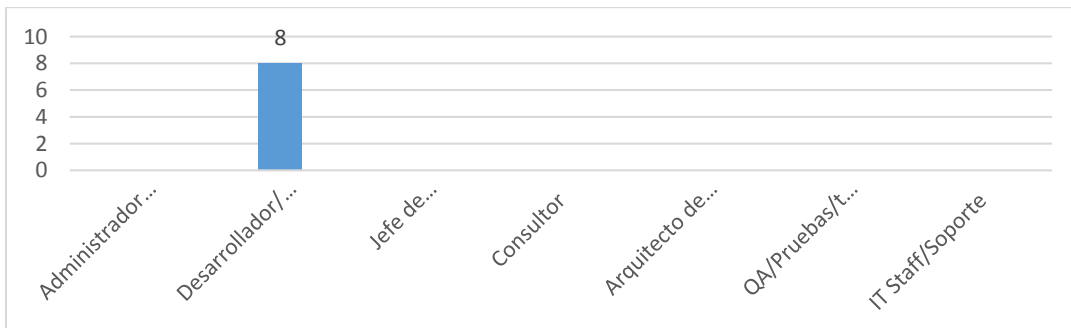 10
8
6
4
2
0
8
Administrador...
Desarrollador/...
Jefe de...
Consultor
Arquitecto de...
QA/Pruebas/t...
IT Staff/Soporte